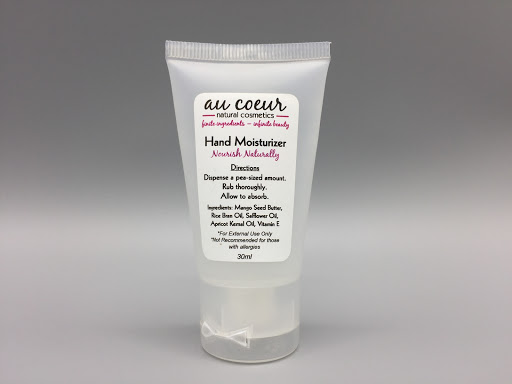 au coeur
natural cosmetics
finite ingredients - infinite beauty
Hand Moisturizer
Nourish Naturally
Directions
Dispense a pea-sized amount.
Rub thoroughly.
Allow to absorb.
Ingredients: Mango Seed Butter,
Rice Bran Oil, Safflower Oil,
Apricot Kernal Oil, Vitamin E
*For External Use Only
*Not Recommended for those
with allergies
30ml